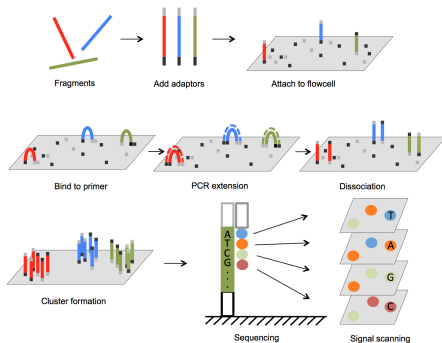 Fragments
Add adaptors
Attach to flowcell
Bind to primer
PCR extension
Dissociation
A
T
C
G
.
.
.
T
A
G
C
Cluster formation
Sequencing
Signal scanning